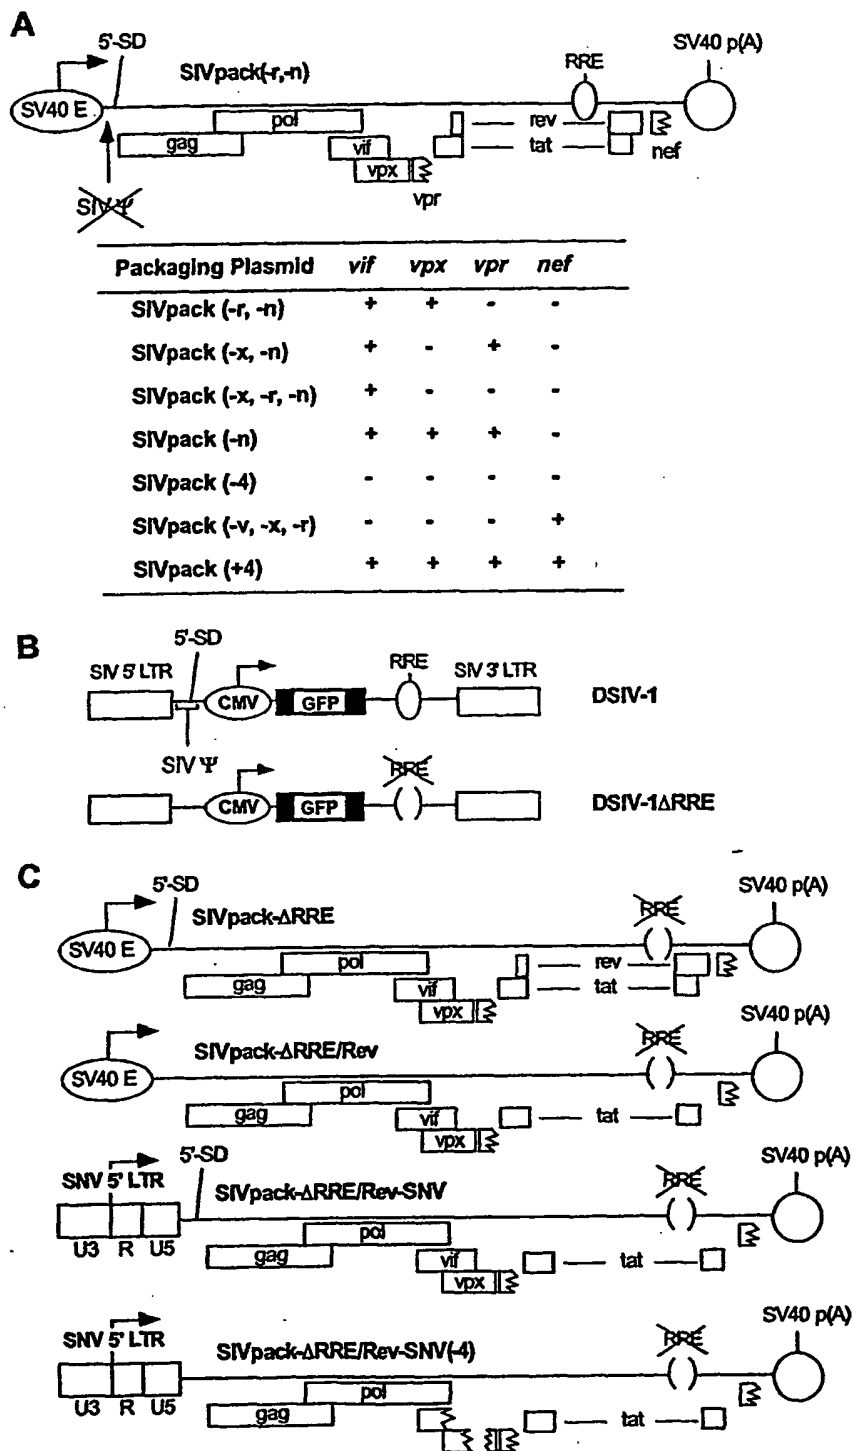 A
5'-SD
SV40 p(A)
SIVpack(-r,-n)
RRE
SV40 E
pol
rev
gag
vif
tat
nef
vpx
vpr
SIV Ψ
Packaging Plasmid vif vpx vpr nef
SIVpack (-r, -n) + + - -
SIVpack (-x, -n) + - + -
SIVpack (-x, -r, -n) + - - -
SIVpack (-n) + + + -
SIVpack (-4) - - - -
SIVpack (-v, -x, -r) - - - +
SIVpack (+4) + + + +
B
5'-SD
SIV 5' LTR
RRE
SIV 3' LTR
CMV
GFP
DSIV-1
SIV Ψ
RRE
CMV
GFP
DSIV-1ΔRRE
C
5'-SD
SV40 p(A)
SIVpack-ΔRRE
RRE
SV40 E
pol
rev
gag
vif
tat
vpx
SV40 p(A)
SIVpack-ΔRRE/Rev
RRE
SV40 E
pol
gag
vif
tat
vpx
5'-SD
SV40 p(A)
SNV 5' LTR
SIVpack-ΔRRE/Rev-SNV
RRE
U3 R U5
pol
gag
vif
tat
vpx
SV40 p(A)
SNV 5' LTR
SIVpack-ΔRRE/Rev-SNV(-4)
RRE
U3 R U5
pol
gag
tat